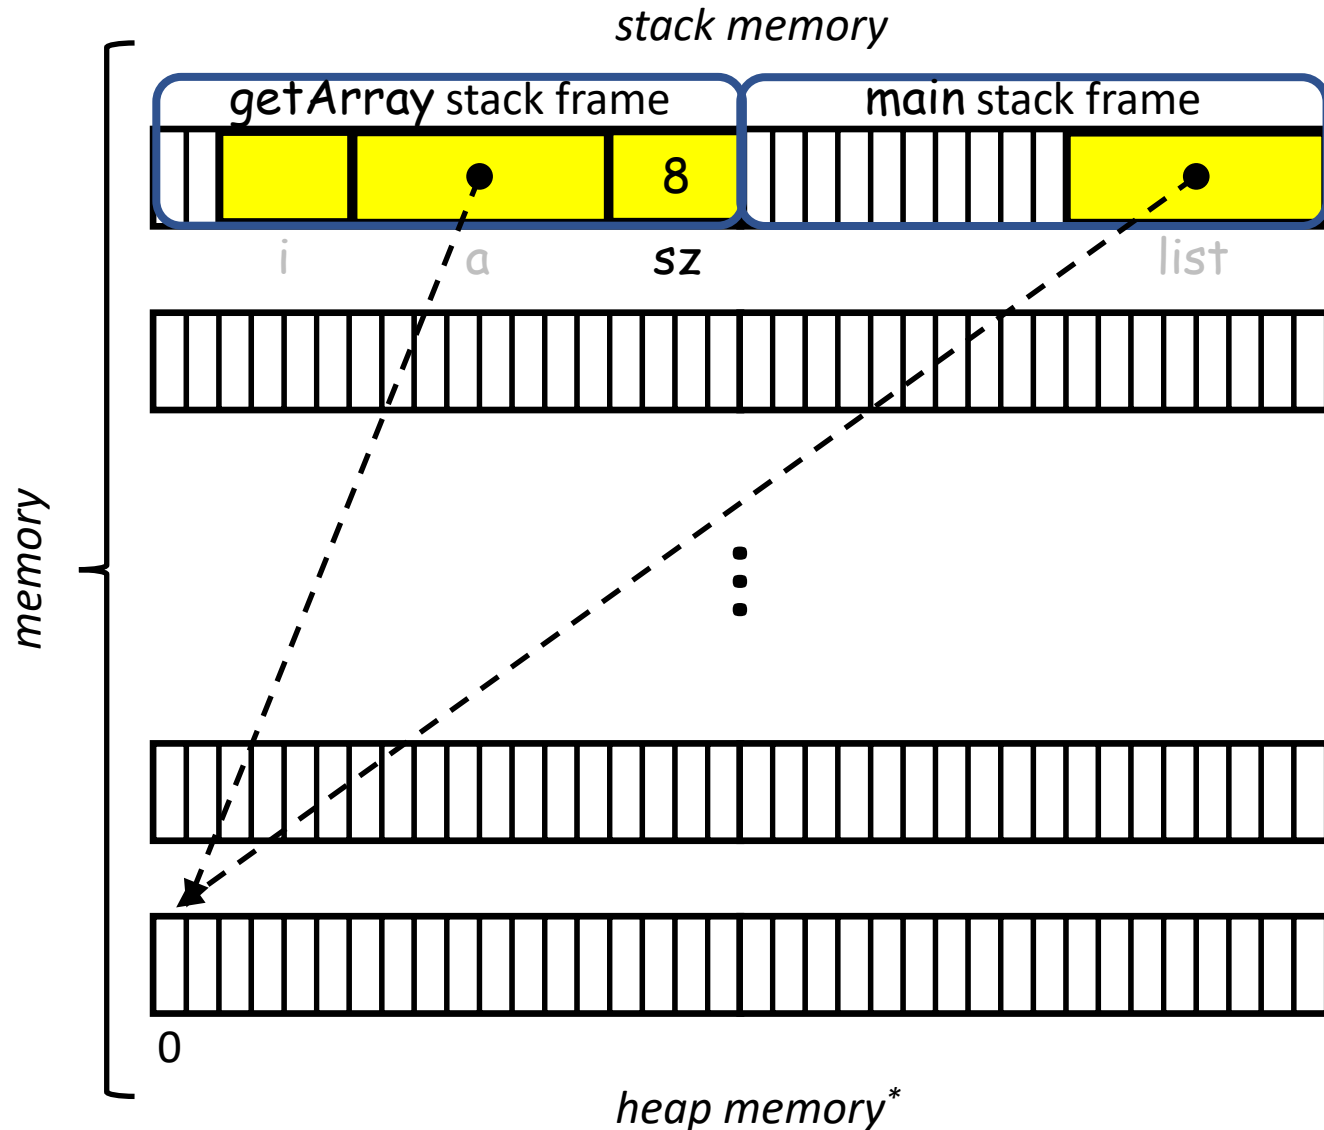 stack memory
getArray stack frame
main stack frame
8
i
a
sz
list
memory
0
heap memory*